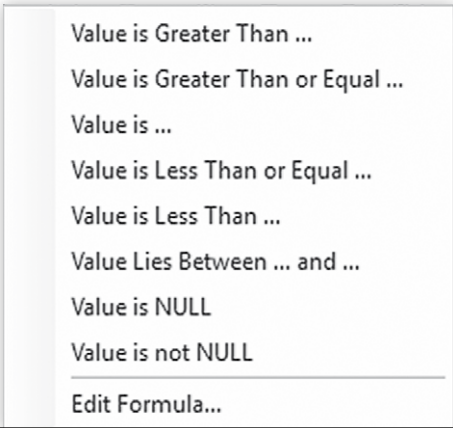 Value is Greater Than ...
Value is Greater Than or Equal ...
Value is ...
Value is Less Than or Equal ...
Value is Less Than ...
Value Lies Between ... and ...
Value is NULL
Value is not NULL
Edit Formula...